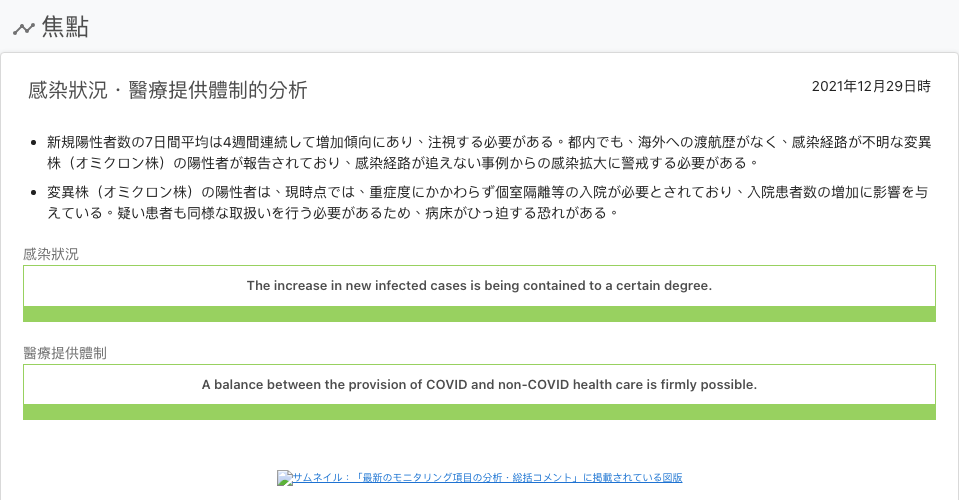 焦點
感染狀況・醫療提供體制的分析
2021年12月29日時
新規陽性者数の7日間平均は4週間連続して増加傾向にあり、注視する必要がある。都内でも、海外への渡航歴がなく、感染経路が不明な変異
株（オミクロン株）の陽性者が報告されており、感染経路が追えない事例からの感染拡大に警戒する必要がある。
変異株（オミクロン株）の陽性者は、現時点では、重症度にかかわらず個室隔離等の入院が必要とされており、入院患者数の増加に影響を与
えている。疑い患者も同様な取扱いを行う必要があるため、病床がひっ迫する恐れがある。
感染狀況
The increase in new infected cases is being contained to a certain degree.
醫療提供體制
A balance between the provision of COVID and non-COVID health care is firmly possible.
サムネイル：「最新のモニタリング項目の分析・総括コメント」に掲載されている図版